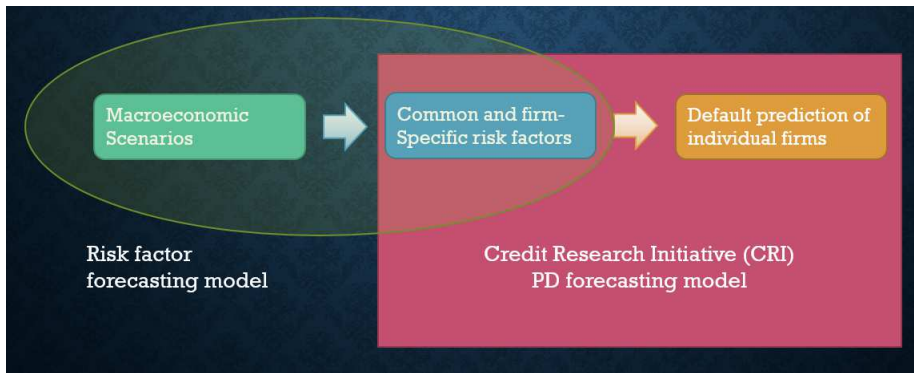 Macroeconomic
Scenarios
Common and firm-
Specific risk factors
Default prediction of
individual firms
Risk factor
forecasting model
Credit Research Initiative (CRI)
PD forecasting model